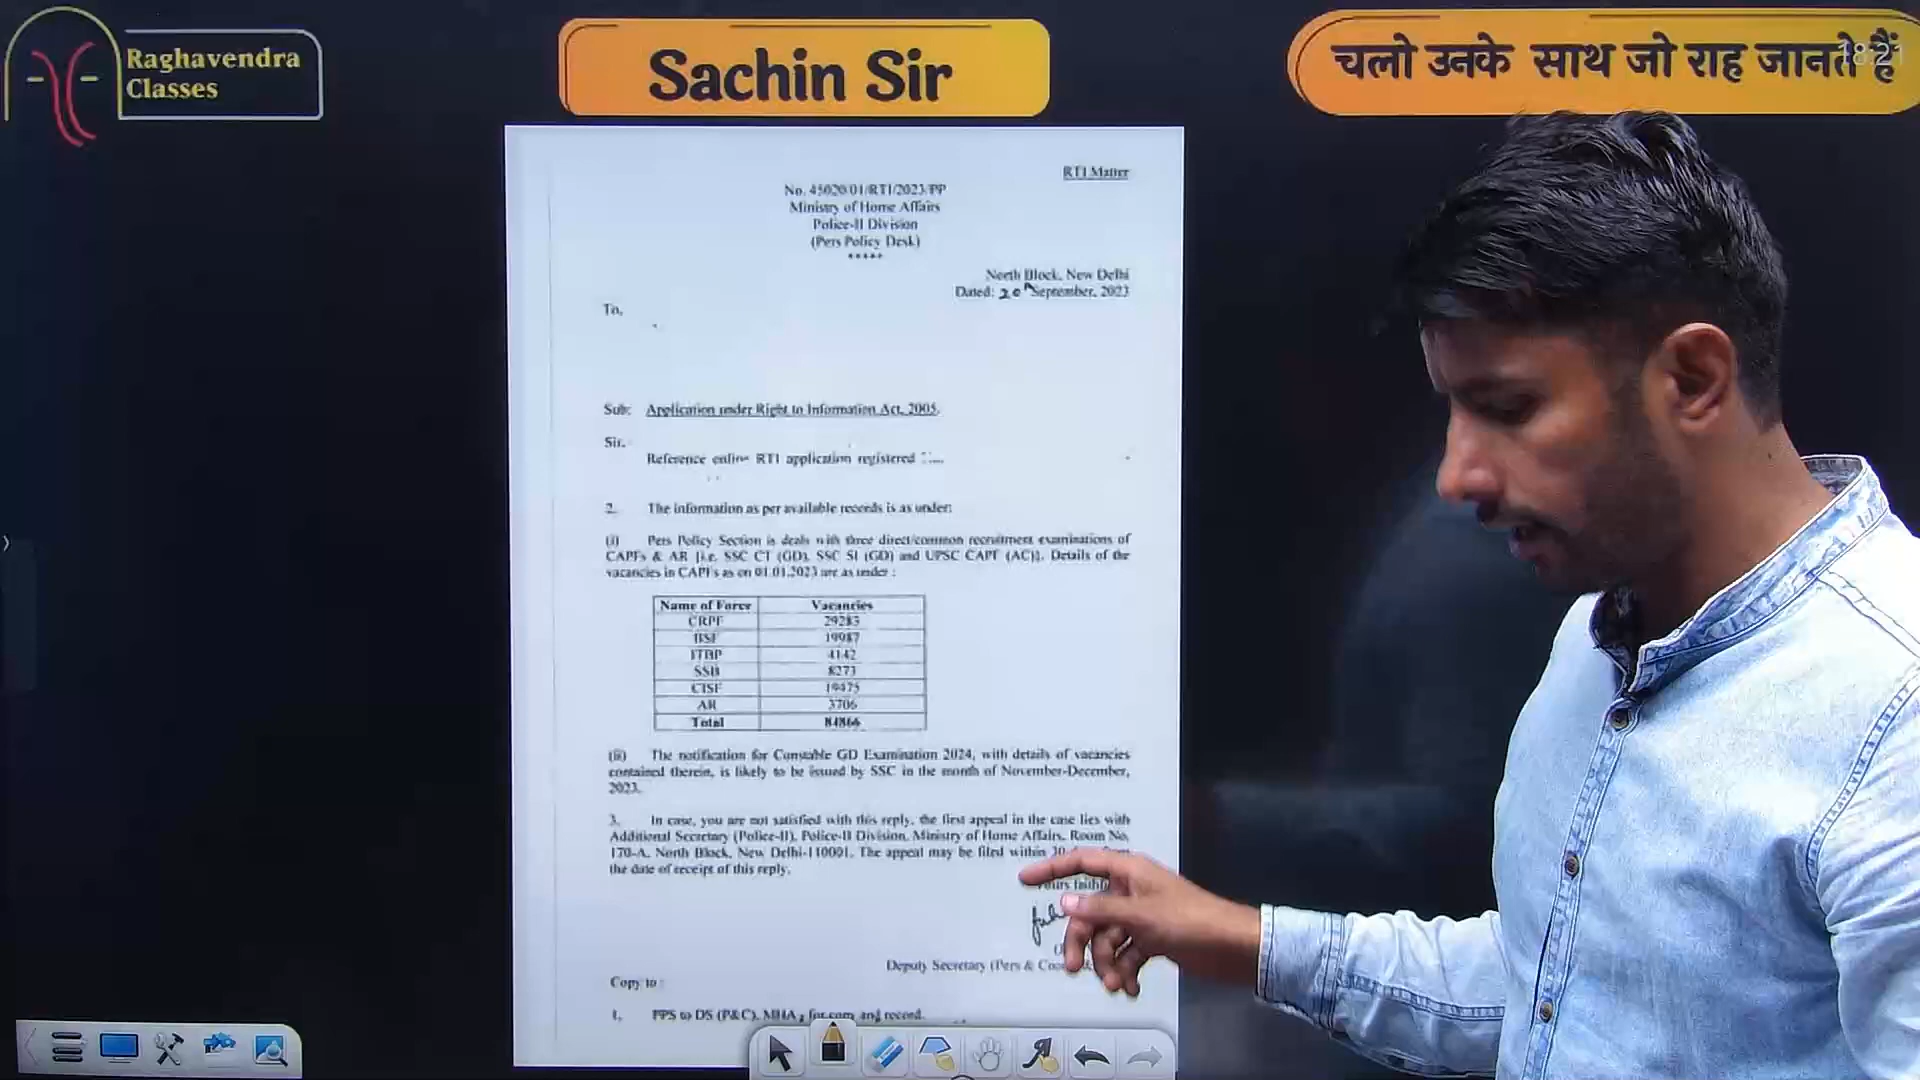 Raghavendra
Classes
Sachin Sir
चलो उनके साथ जो राह जानते हैं
18:21
RTI Matter
No. 45020/01/RTI/2023/PP
Ministry of Home Affairs
Police-II Division
(Pers Policy Desk)
*****
North Block, New Delhi
Dated: 20 September, 2023
To,
Sub: Application under Right to Information Act, 2005.
Sir,
Reference online RTI application registered
2. The information as per available records is as under:
(i) Pers Policy Section is deals with three direct/common recruitment examinations of
CAPFs & AR [i.e. SSC CT (GD), SSC SI (GD) and UPSC CAPF (AC)]. Details of the
vacancies in CAPFs as on 01.01.2023 are as under :
Name of Force Vacancies
CRPF 29283
BSF 19987
ITBP 4142
SSB 8273
CISF 19475
AR 3706
Total 84866
(ii) The notification for Constable GD Examination 2024, with details of vacancies
contained therein, is likely to be issued by SSC in the month of November-December,
2023.
3. In case, you are not satisfied with this reply, the first appeal in the case lies with
Additional Secretary (Police-II), Police-II Division, Ministry of Home Affairs, Room No.
170-A, North Block, New Delhi-110001. The appeal may be filed within 30
the date of receipt of this reply.
Deputy Secretary (Pers &
Copy to :
1. PPS to DS (P&C), MHA, for com and record.